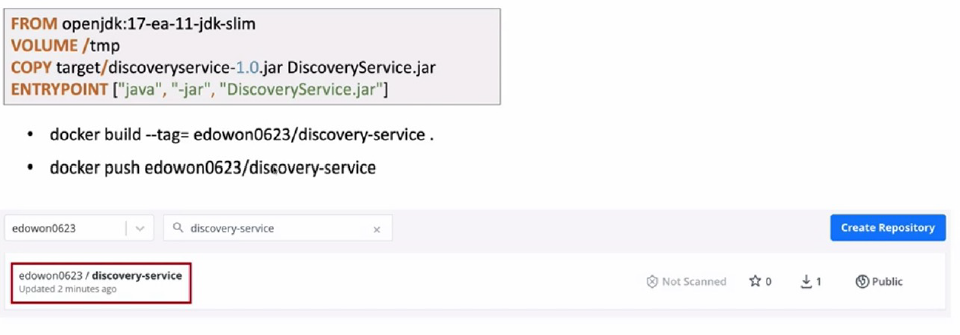 FROM openjdk:17-ea-11-jdk-slim
VOLUME /tmp
COPY target/discoveryservice-1.0.jar DiscoveryService.jar
ENTRYPOINT ["java", "-jar", "DiscoveryService.jar"]
• docker build --tag= edowon0623/discovery-service .
• docker push edowon0623/discovery-service
edowon0623 discovery-service × Create Repository
edowon0623 / discovery-service
Updated 2 minutes ago
Not Scanned 0 1 Public